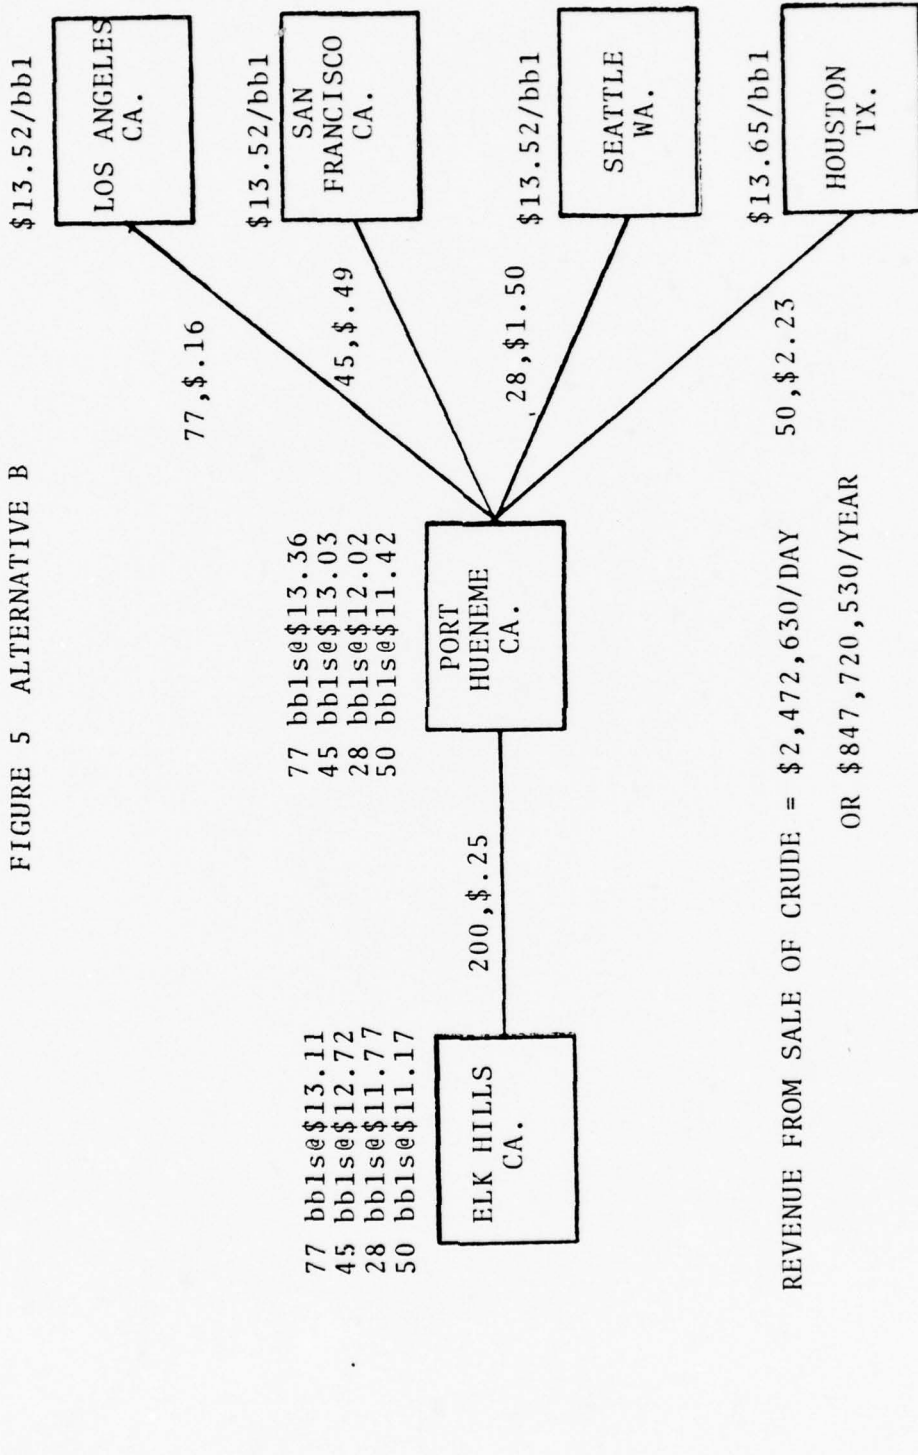 FIGURE 5 ALTERNATIVE B
77 bbls@$13.11
45 bbls@$12.72
28 bbls@$11.77
50 bbls@$11.17
ELK HILLS
CA.
200,$.25
77 bbls@$13.36
45 bbls@$13.03
28 bbls@$12.02
50 bbls@$11.42
PORT
HUENEME
CA.
77,$.16
45,$.49
28,$1.50
50,$2.23
$13.52/bbl
LOS ANGELES
CA.
$13.52/bbl
SAN
FRANCISCO
CA.
$13.52/bbl
SEATTLE
WA.
$13.65/bbl
HOUSTON
TX.
REVENUE FROM SALE OF CRUDE = $2,472,630/DAY
OR $847,720,530/YEAR